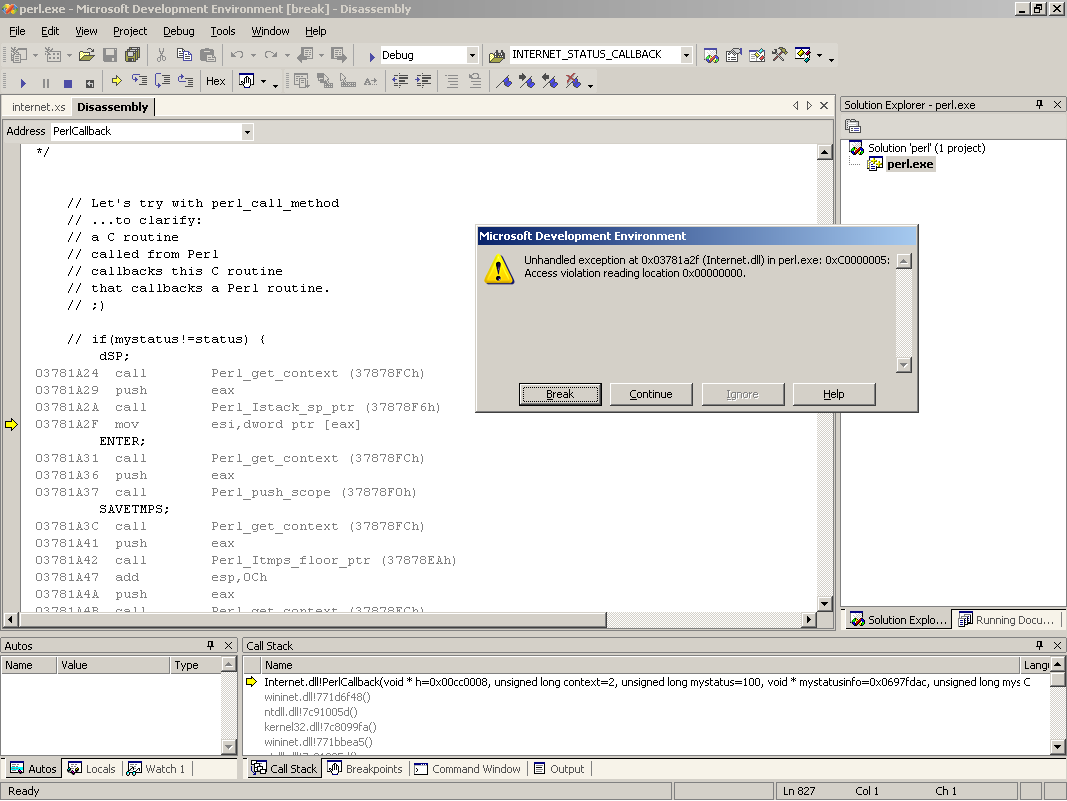 perl.exe - Microsoft Development Environment [break] - Disassembly
File Edit View Project Debug Tools Window Help
Debug INTERNET_STATUS_CALLBACK
Hex
internet.xs Disassembly
Address PerlCallback
*/
// Let's try with perl_call_method
// ...to clarify:
// a C routine
// called from Perl
// callbacks this C routine
// that callbacks a Perl routine.
// ;)
// if(mystatus!=status) {
dSP;
03781A24 call Perl_get_context (37878FCh)
03781A29 push eax
03781A2A call Perl_Istack_sp_ptr (37878F6h)
03781A2F mov esi,dword ptr [eax]
ENTER;
03781A31 call Perl_get_context (37878FCh)
03781A36 push eax
03781A37 call Perl_push_scope (37878F0h)
SAVETMPS;
03781A3C call Perl_get_context (37878FCh)
03781A41 push eax
03781A42 call Perl_Itmps_floor_ptr (37878EAh)
03781A47 add esp,0Ch
03781A4A push eax
03781A4B call Perl_get_context (37878FCh)
Microsoft Development Environment
Unhandled exception at 0x03781a2f (Internet.dll) in perl.exe: 0xC0000005:
Access violation reading location 0x00000000.
Break Continue Ignore Help
Solution Explorer - perl.exe
Solution 'perl' (1 project)
perl.exe
Solution Explo... Running Docu...
Autos
Name Value Type
Autos Locals Watch 1
Call Stack
Name Langu
Internet.dll!PerlCallback(void * h=0x00cc0008, unsigned long context=2, unsigned long mystatus=100, void * mystatusinfo=0x0697fdac, unsigned long mys C
wininet.dll!771d6f48()
ntdll.dll!7c91005d()
kernel32.dll!7c8099fa()
wininet.dll!771bbea5()
Call Stack Breakpoints Command Window Output
Ready Ln 827 Col 1 Ch 1